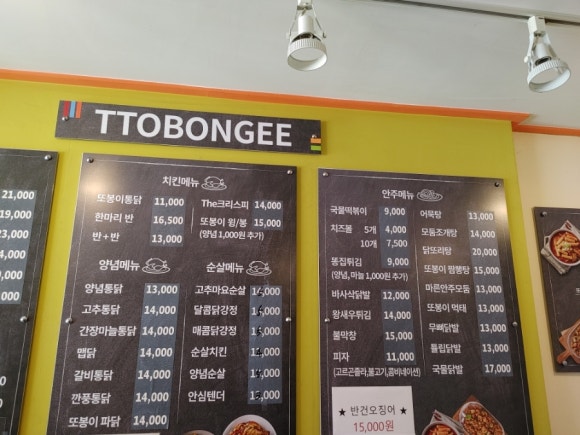 TTOBONGEE
21,000
19,000
23,000
24,000
치킨메뉴
또봉이통닭 11,000
한마리 반 16,500
반+반 13,000
The크리스피 14,000
또봉이 윙/봉 15,000
(양념 1,000원 추가)
양념메뉴
양념통닭 13,000
고추통닭 14,000
간장마늘통닭 14,000
맵닭 14,000
갈비통닭 14,000
깐풍통닭 14,000
또봉이 파닭 14,000
순살메뉴
고추마요순살
달콤닭강정
매콤닭강정
순살치킨
양념순살
안심텐더
안주메뉴
국물떡볶이 9,000
치즈볼 5개 4,000
10개 7,500
똥집튀김 9,000
(양념,마늘 1,000원 추가)
바사삭닭발 12,000
왕새우튀김 14,000
불막창 15,000
피자 11,000
(고르곤졸라,불고기,콤비네이션)
어묵탕 13,000
모둠조개탕 14,000
닭도리탕 20,000
또봉이 짬뽕탕 15,000
마른안주모둠 13,000
또봉이 먹태 13,000
무뼈닭발 13,000
튤립닭발 13,000
국물닭발 17,000
★ 반건오징어 ★
15,000원